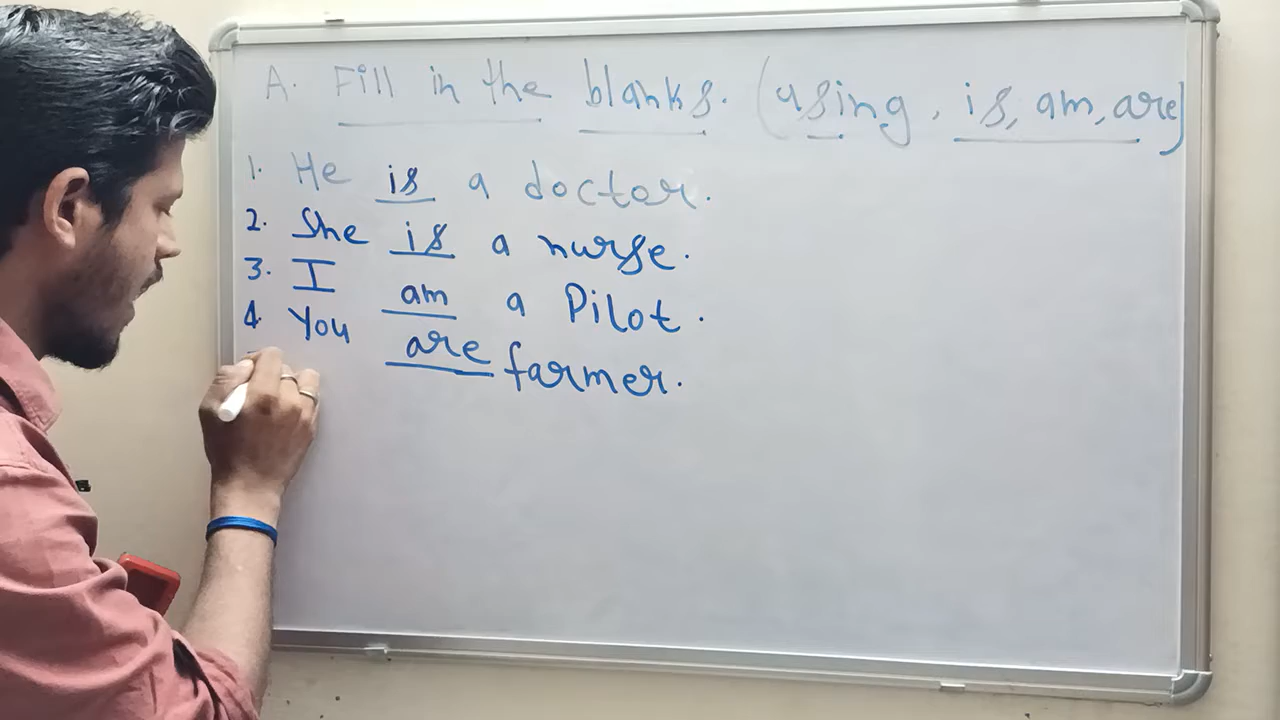 A. Fill in the blanks. (using, is, am, are)
1. He is a doctor.
2. She is a nurse.
3. I am a Pilot.
4. You are farmer.